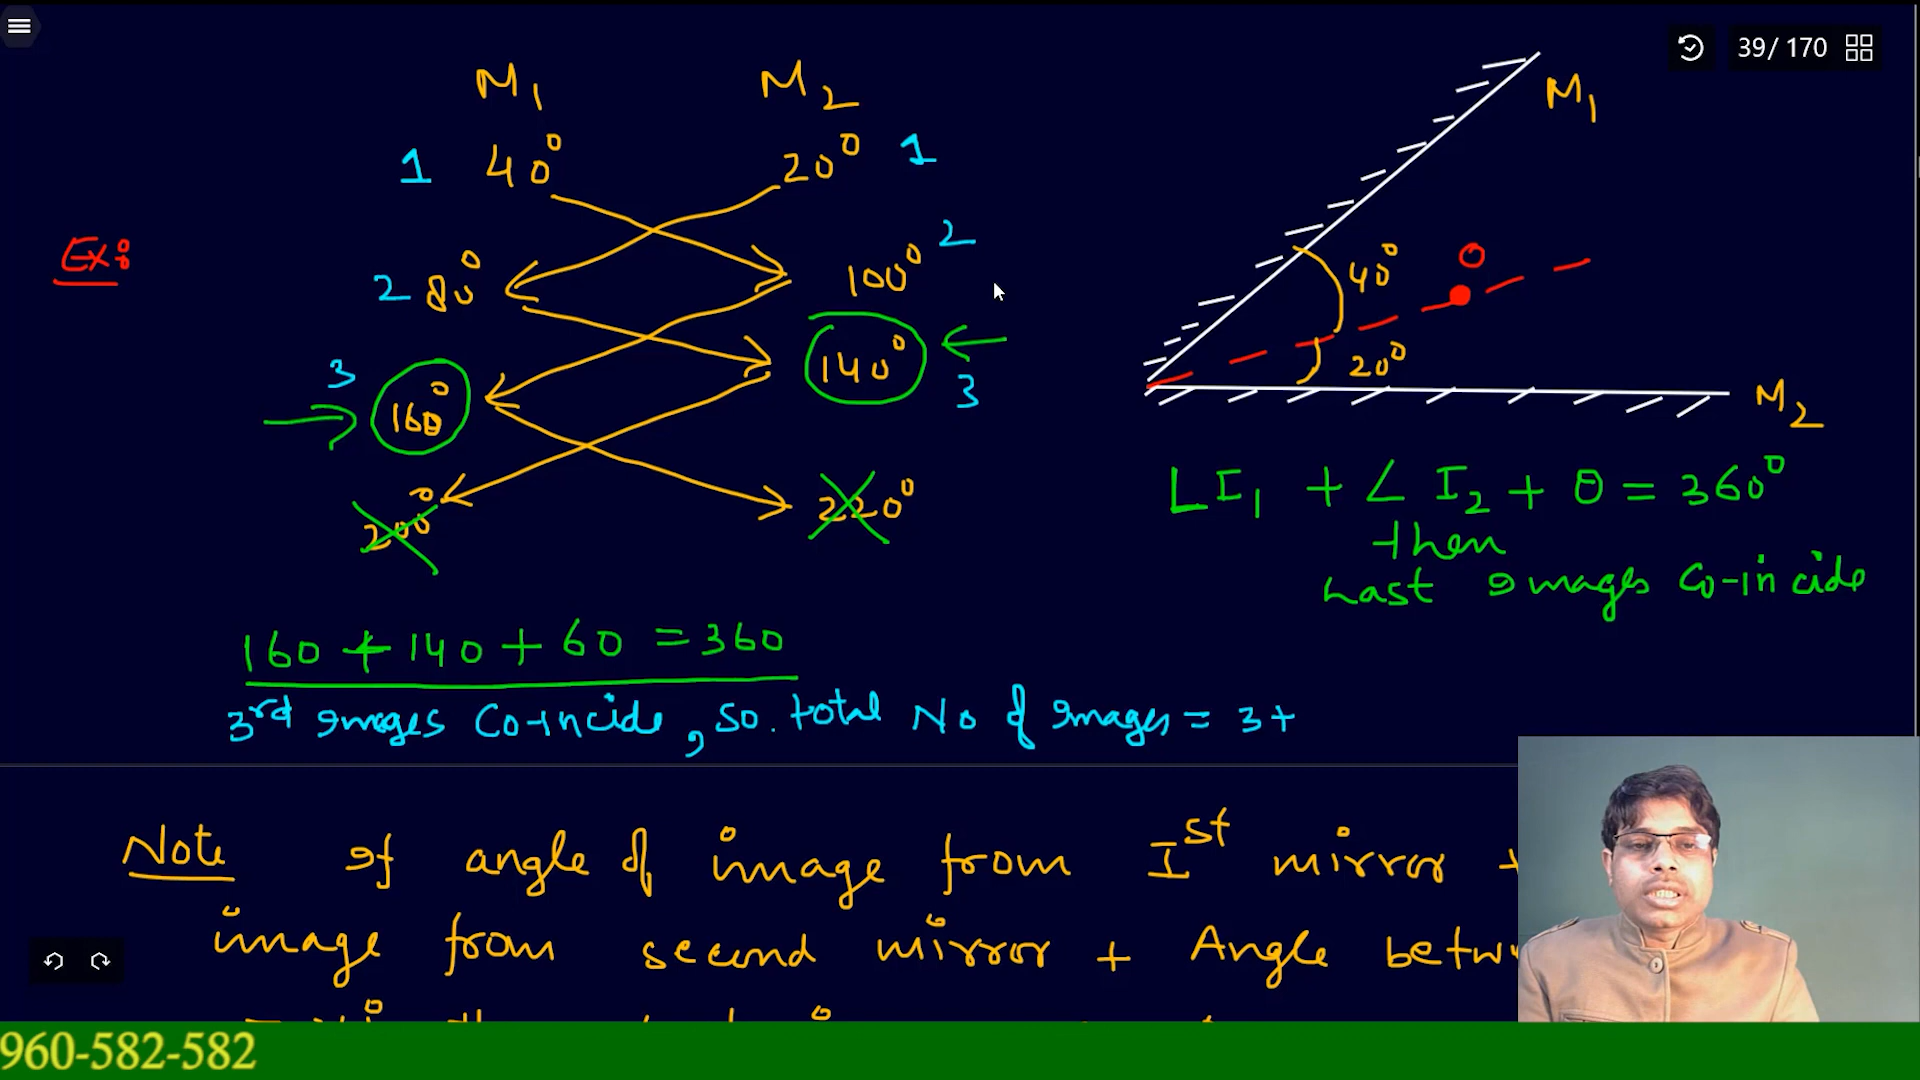 39/ 170
M1 M2
1 40° 20° 1
Ex:
2 80° 100° 2
3 160° 140° 3
200° 220°
M1
O
40°
20°
M2
∠I1 + ∠I2 + θ = 360°
then
Last Images Co-incide
160 + 140 + 60 = 360
3rd Images Co-incide, so. total No of Images = 3+
Note If angle of image from Ist mirror +
image from second mirror + Angle betw
960-582-582